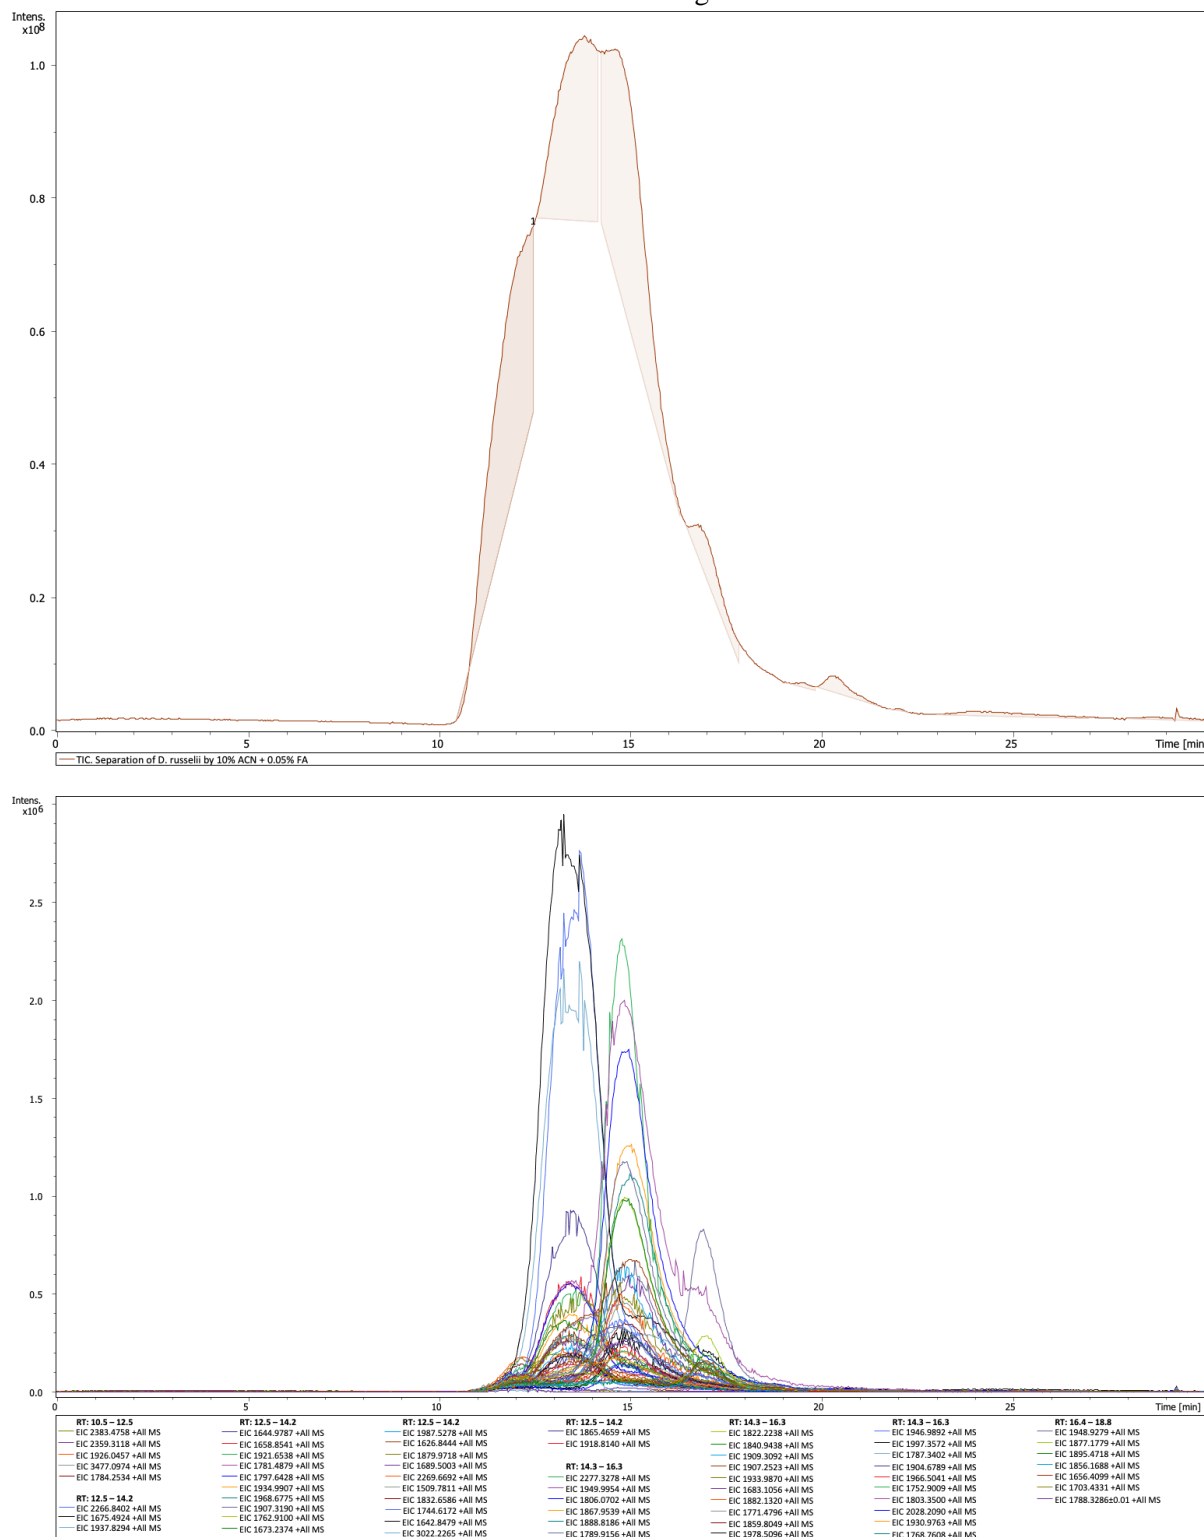 Intens.
x10⁸
1.0
0.8
0.6
0.4
0.2
0.0
1
0 5 10 15 20 25 Time [min]
TIC. Separation of D. russelii by 10% ACN + 0.05% FA
Intens.
x10⁶
2.5
2.0
1.5
1.0
0.5
0.0
0 5 10 15 20 25 Time [min]
RT: 10.5 – 12.5
EIC 2383.4758 +All MS
EIC 2359.3118 +All MS
EIC 1926.0457 +All MS
EIC 3477.0974 +All MS
EIC 1784.2534 +All MS
RT: 12.5 – 14.2
EIC 2266.8402 +All MS
EIC 1675.4924 +All MS
EIC 1937.8294 +All MS
RT: 12.5 – 14.2
EIC 1644.9787 +All MS
EIC 1658.8541 +All MS
EIC 1921.6538 +All MS
EIC 1781.4879 +All MS
EIC 1797.6428 +All MS
EIC 1934.9907 +All MS
EIC 1968.6775 +All MS
EIC 1907.3190 +All MS
EIC 1762.9100 +All MS
EIC 1673.2374 +All MS
RT: 12.5 – 14.2
EIC 1987.5278 +All MS
EIC 1626.8444 +All MS
EIC 1879.9718 +All MS
EIC 1689.5003 +All MS
EIC 2269.6692 +All MS
EIC 1509.7811 +All MS
EIC 1832.6586 +All MS
EIC 1744.6172 +All MS
EIC 1642.8479 +All MS
EIC 3022.2265 +All MS
RT: 12.5 – 14.2
EIC 1865.4659 +All MS
EIC 1918.8140 +All MS
RT: 14.3 – 16.3
EIC 2277.3278 +All MS
EIC 1949.9954 +All MS
EIC 1806.0702 +All MS
EIC 1867.9539 +All MS
EIC 1888.8186 +All MS
EIC 1789.9156 +All MS
RT: 14.3 – 16.3
EIC 1822.2238 +All MS
EIC 1840.9438 +All MS
EIC 1909.3092 +All MS
EIC 1907.2523 +All MS
EIC 1933.9870 +All MS
EIC 1683.1056 +All MS
EIC 1882.1320 +All MS
EIC 1771.4796 +All MS
EIC 1859.8049 +All MS
EIC 1978.5096 +All MS
RT: 14.3 – 16.3
EIC 1946.9892 +All MS
EIC 1997.3572 +All MS
EIC 1787.3402 +All MS
EIC 1904.6789 +All MS
EIC 1966.5041 +All MS
EIC 1752.9009 +All MS
EIC 1803.3500 +All MS
EIC 2028.2090 +All MS
EIC 1930.9763 +All MS
EIC 1768.7608 +All MS
RT: 16.4 – 18.8
EIC 1948.9279 +All MS
EIC 1877.1779 +All MS
EIC 1895.4718 +All MS
EIC 1856.1688 +All MS
EIC 1656.4099 +All MS
EIC 1703.4331 +All MS
EIC 1788.3286±0.01 +All MS